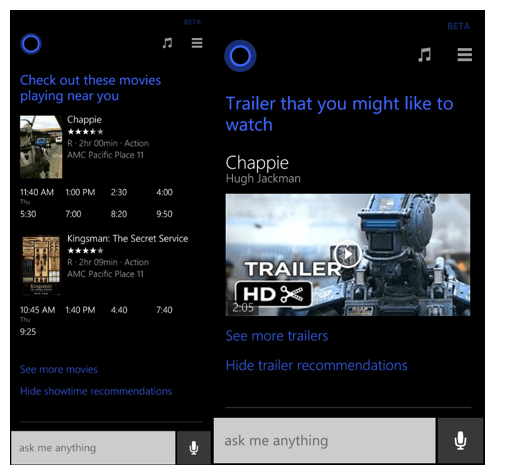 BETA
Check out these movies
playing near you
Chappie
R · 2hr 00min · Action
AMC Pacific Place 11
11:40 AM 1:00 PM 2:30 4:00
Thu
5:30 7:00 8:20 9:50
Kingsman: The Secret Service
R · 2hr 09min · Action
AMC Pacific Place 11
Kingsman
10:45 AM 1:40 PM 4:40 7:40
Thu
9:25
See more movies
Hide showtime recommendations
ask me anything
BETA
Trailer that you might like to
watch
Chappie
Hugh Jackman
TRAILER
HD
2:05
See more trailers
Hide trailer recommendations
ask me anything